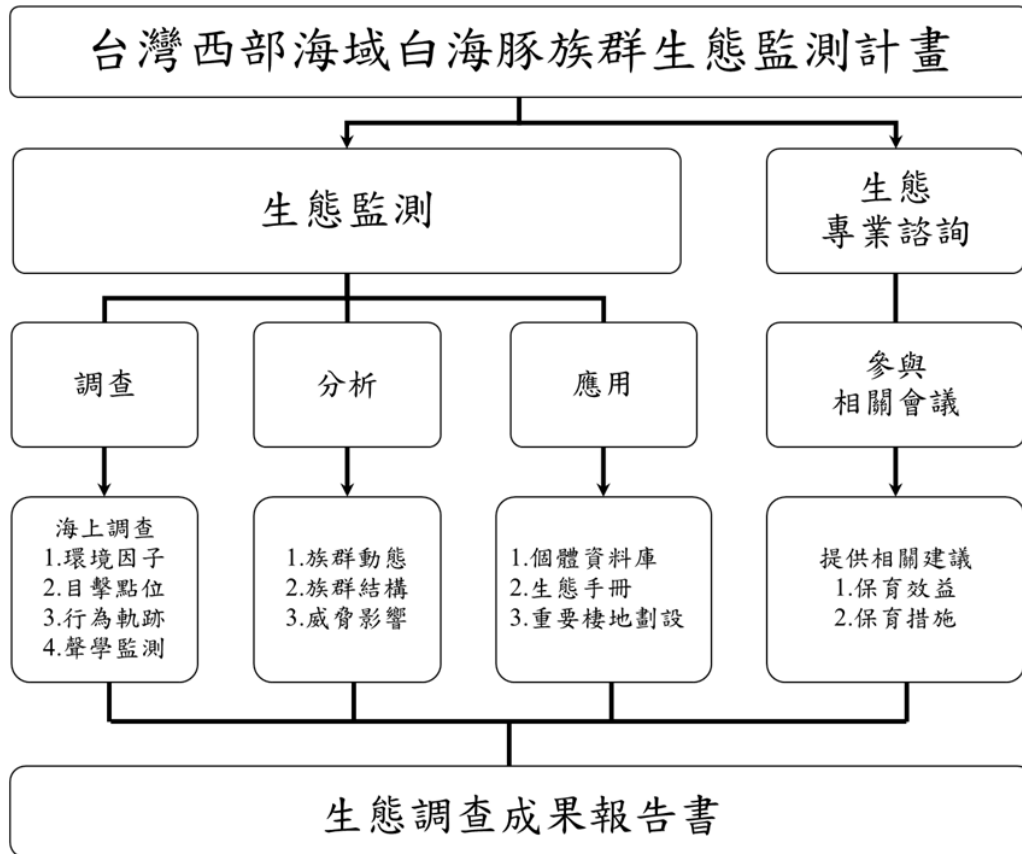 台灣西部海域白海豚族群生態監測計畫
生態監測
生態
專業諮詢
調查
分析
應用
參與
相關會議
海上調查
1.環境因子
2.目擊點位
3.行為軌跡
4.聲學監測
1.族群動態
2.族群結構
3.威脅影響
1.個體資料庫
2.生態手冊
3.重要棲地劃設
提供相關建議
1.保育效益
2.保育措施
生態調查成果報告書